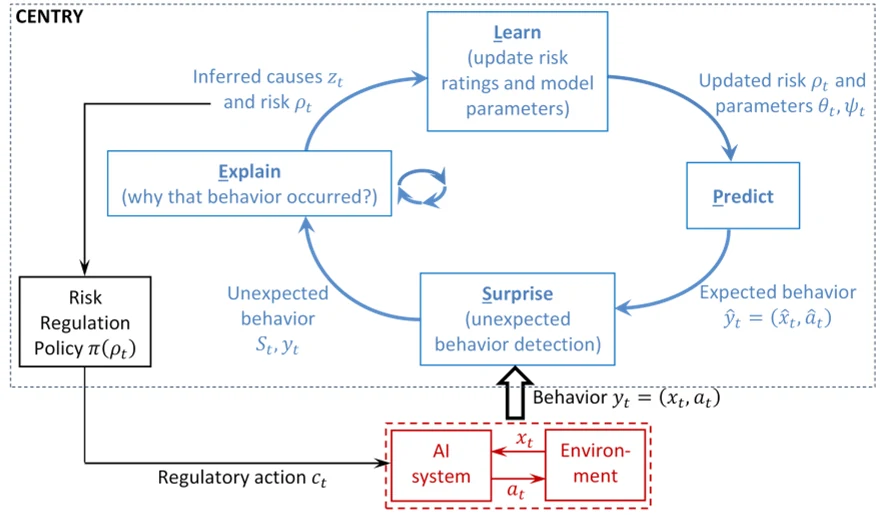 CENTRY
Learn
(update risk
ratings and model
parameters)
Inferred causes zₜ
and risk ρₜ
Updated risk ρₜ and
parameters θₜ, ψₜ
Explain
(why that behavior occurred?)
Predict
Risk
Regulation
Policy π(ρₜ)
Unexpected
behavior
Sₜ, yₜ
Surprise
(unexpected
behavior detection)
Expected behavior
ŷₜ = (x̂ₜ, âₜ)
Behavior yₜ = (xₜ, aₜ)
AI
system
xₜ
aₜ
Environ-
ment
Regulatory action cₜ